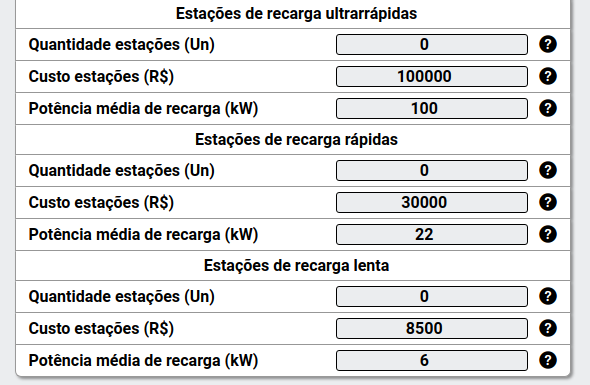 Estações de recarga ultrarrápidas
Quantidade estações (Un) 0 ?
Custo estações (R$) 100000 ?
Potência média de recarga (kW) 100 ?
Estações de recarga rápidas
Quantidade estações (Un) 0 ?
Custo estações (R$) 30000 ?
Potência média de recarga (kW) 22 ?
Estações de recarga lenta
Quantidade estações (Un) 0 ?
Custo estações (R$) 8500 ?
Potência média de recarga (kW) 6 ?